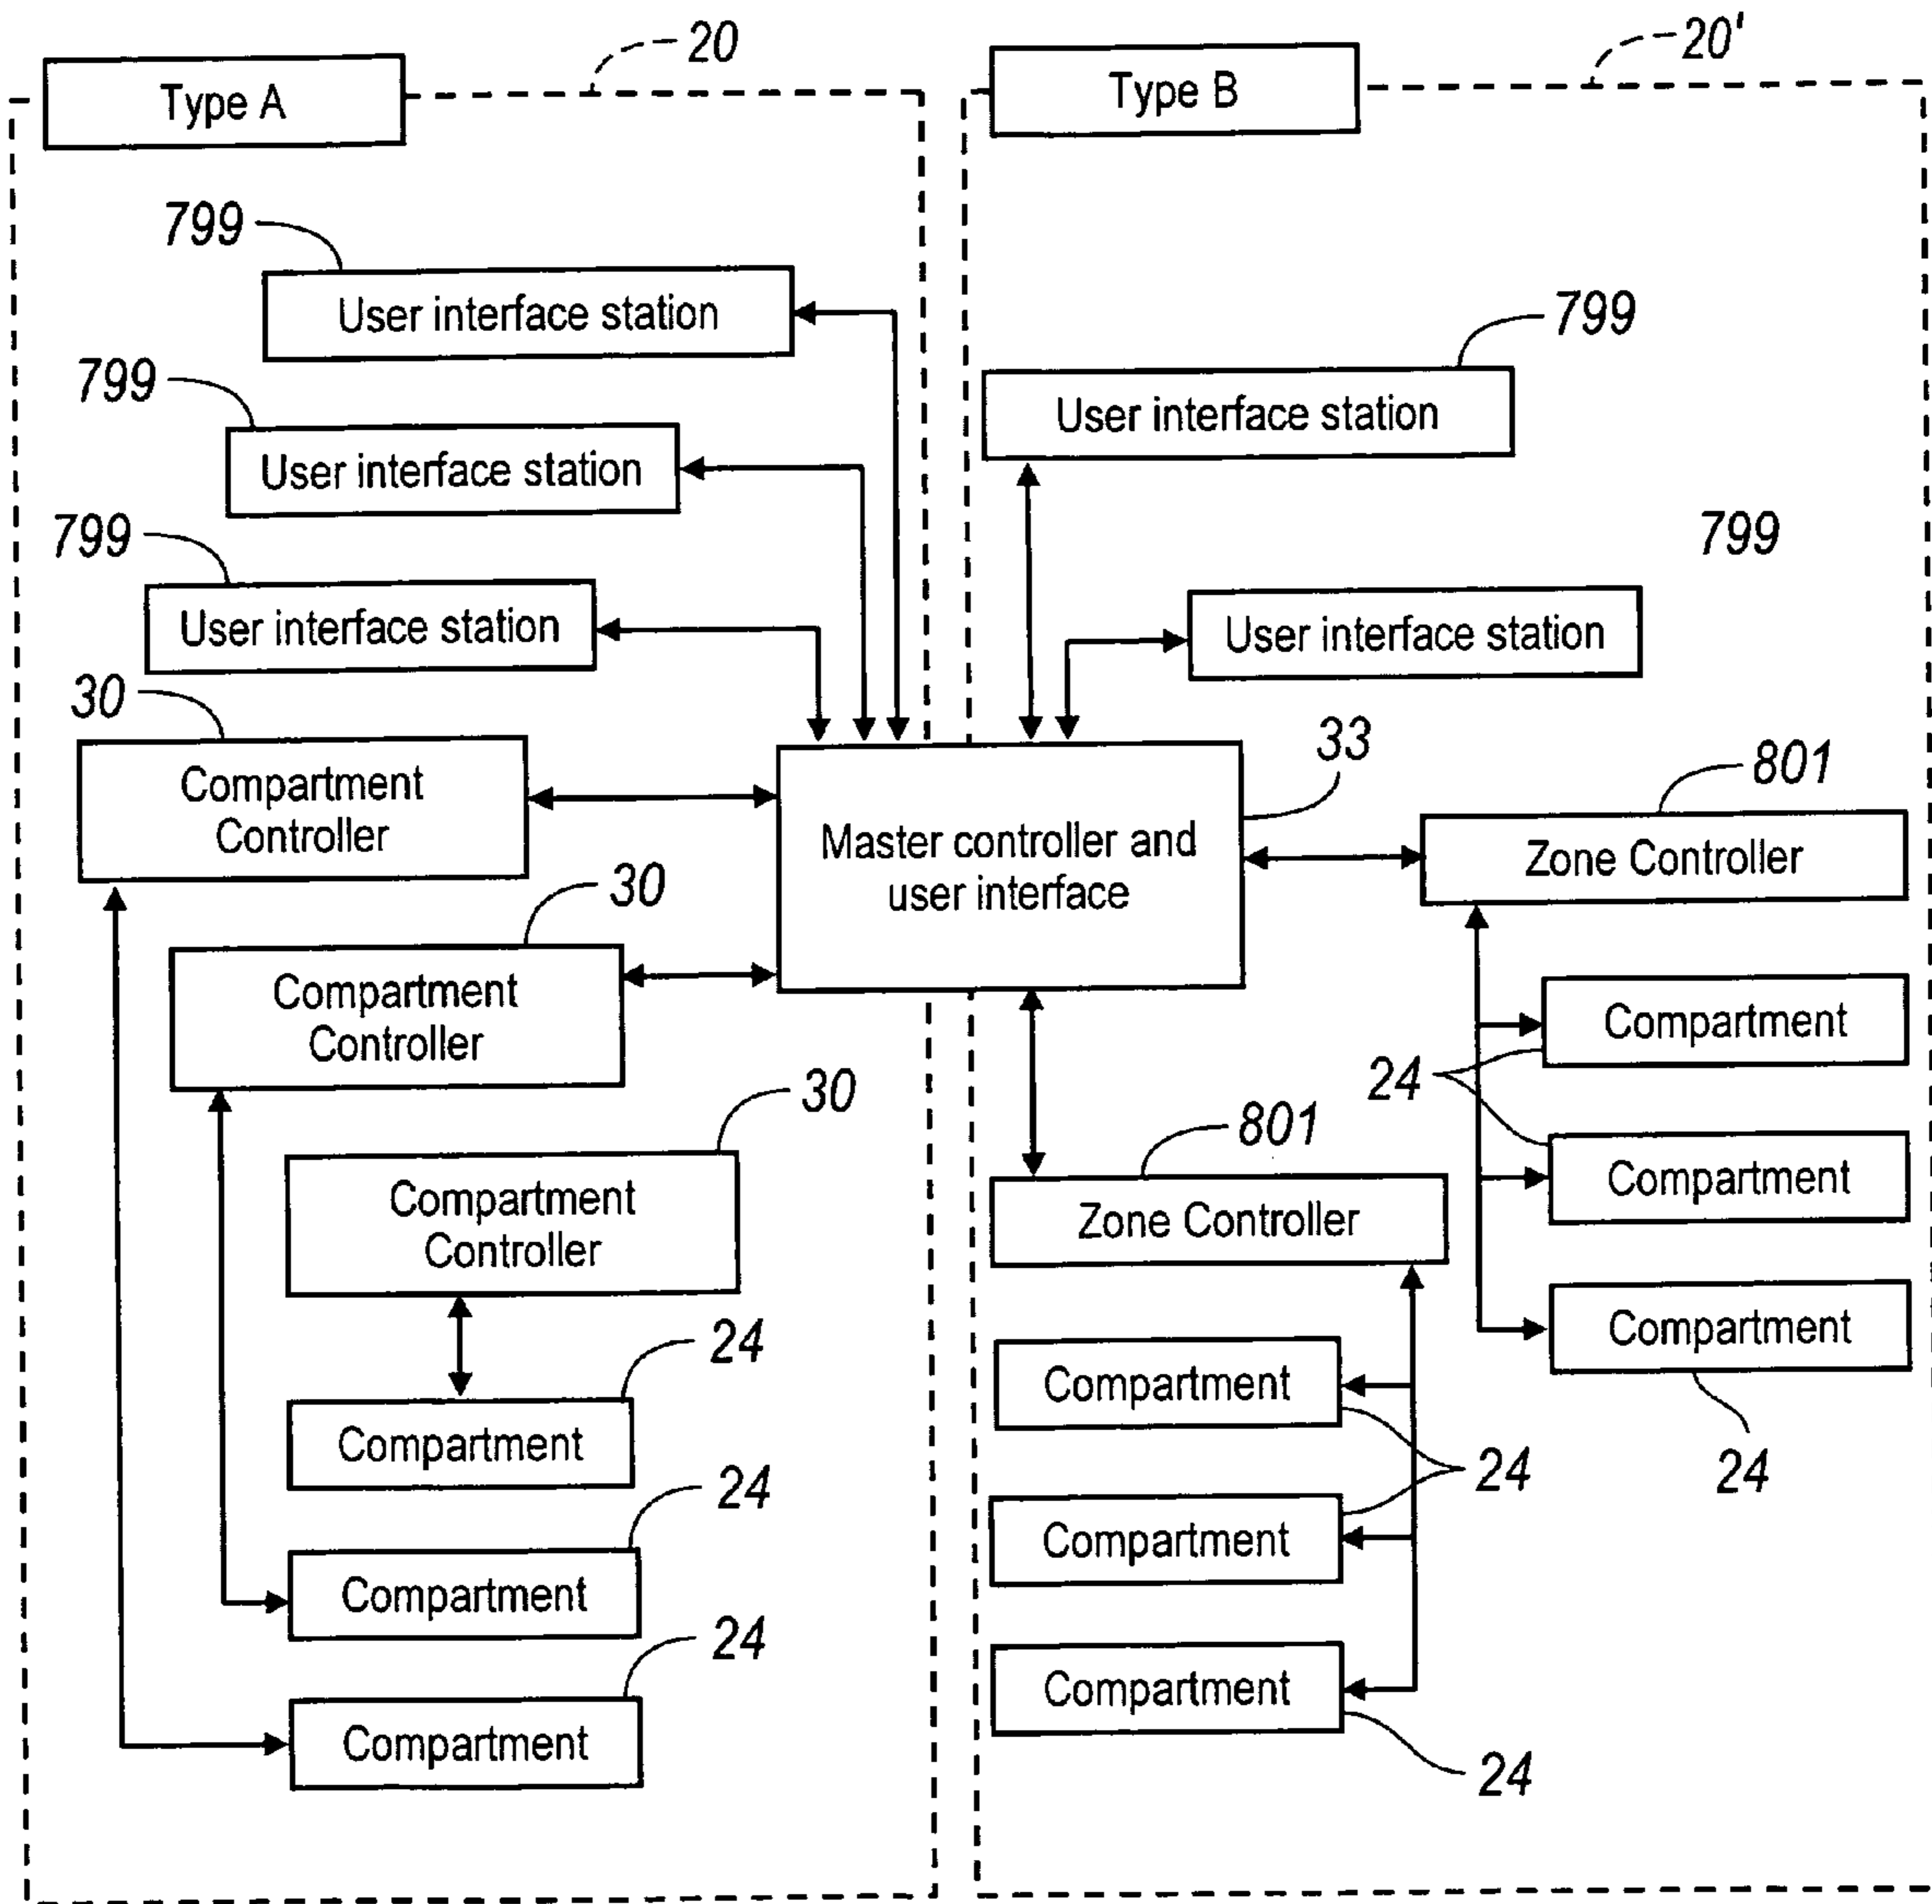 20
Type A
799
User interface station
799
User interface station
799
User interface station
30
Compartment
Controller
30
Compartment
Controller
30
Compartment
Controller
24
Compartment
24
Compartment
24
Compartment
33
Master controller and
user interface
20'
Type B
799
User interface station
799
User interface station
801
Zone Controller
Compartment
24
Compartment
Compartment
24
801
Zone Controller
Compartment
24
Compartment
Compartment
24